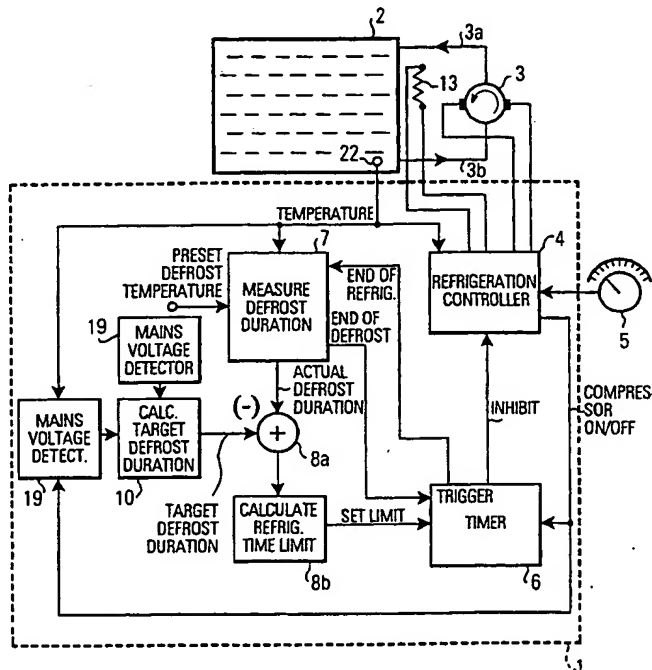 2
3a
3
13
22
3b
TEMPERATURE
7
4
PRESET
DEFROST
TEMPERATURE
MEASURE
DEFROST
DURATION
END OF
REFRIG.
END OF
DEFROST
REFRIGERATION
CONTROLLER
5
19
MAINS
VOLTAGE
DETECTOR
ACTUAL
DEFROST
DURATION
INHIBIT
COMPRES-
SOR
ON/OFF
MAINS
VOLTAGE
DETECT.
19
CALC.
TARGET
DEFROST
DURATION
10
(-)
+
8a
TARGET
DEFROST
DURATION
CALCULATE
REFRIG.
TIME LIMIT
8b
SET LIMIT
TRIGGER
TIMER
6
1